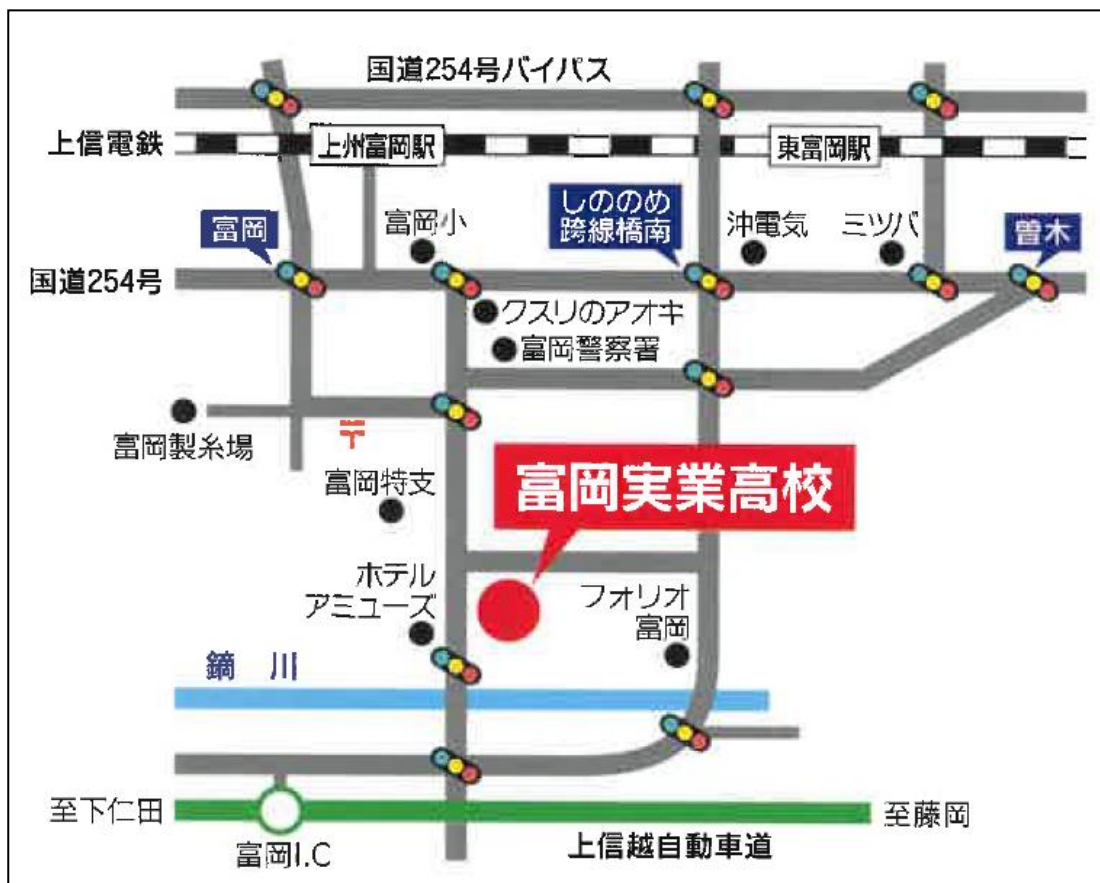 国道254号バイパス
上信電鉄
上州富岡駅
東富岡駅
富岡
富岡小
しののめ
跨線橋南
沖電気
ミツバ
曽木
国道254号
クスリのアオキ
富岡警察署
富岡製糸場
〒
富岡特支
富岡実業高校
ホテル
アミューズ
フォリオ
富岡
鏑 川
至下仁田
至藤岡
富岡I.C
上信越自動車道